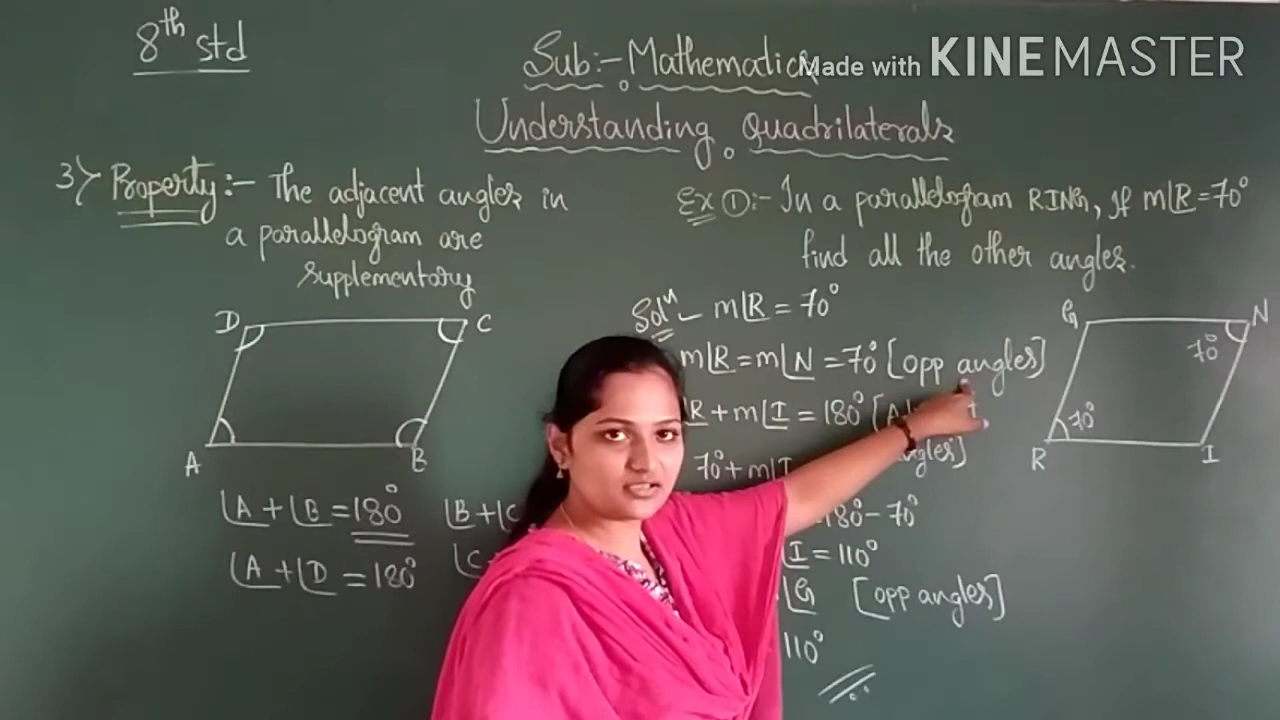 8th std
Sub:- Mathematics
Made with KINEMASTER
Understanding Quadrilaterals
3) Property:- The adjacent angles in
a parallelogram are
supplementary
D C
A B
∠A + ∠B = 180°
∠B + ∠C
∠A + ∠D = 180°
∠C
Ex ①:- In a parallelogram RING, If m∠R = 70°
find all the other angles.
Soln - m∠R = 70°
m∠R = m∠N = 70° [opp angles]
∠R + m∠I = 180°
70° + m∠I
180° - 70°
∠I = 110°
∠G [opp angles]
110°
G N
70°
70°
R I